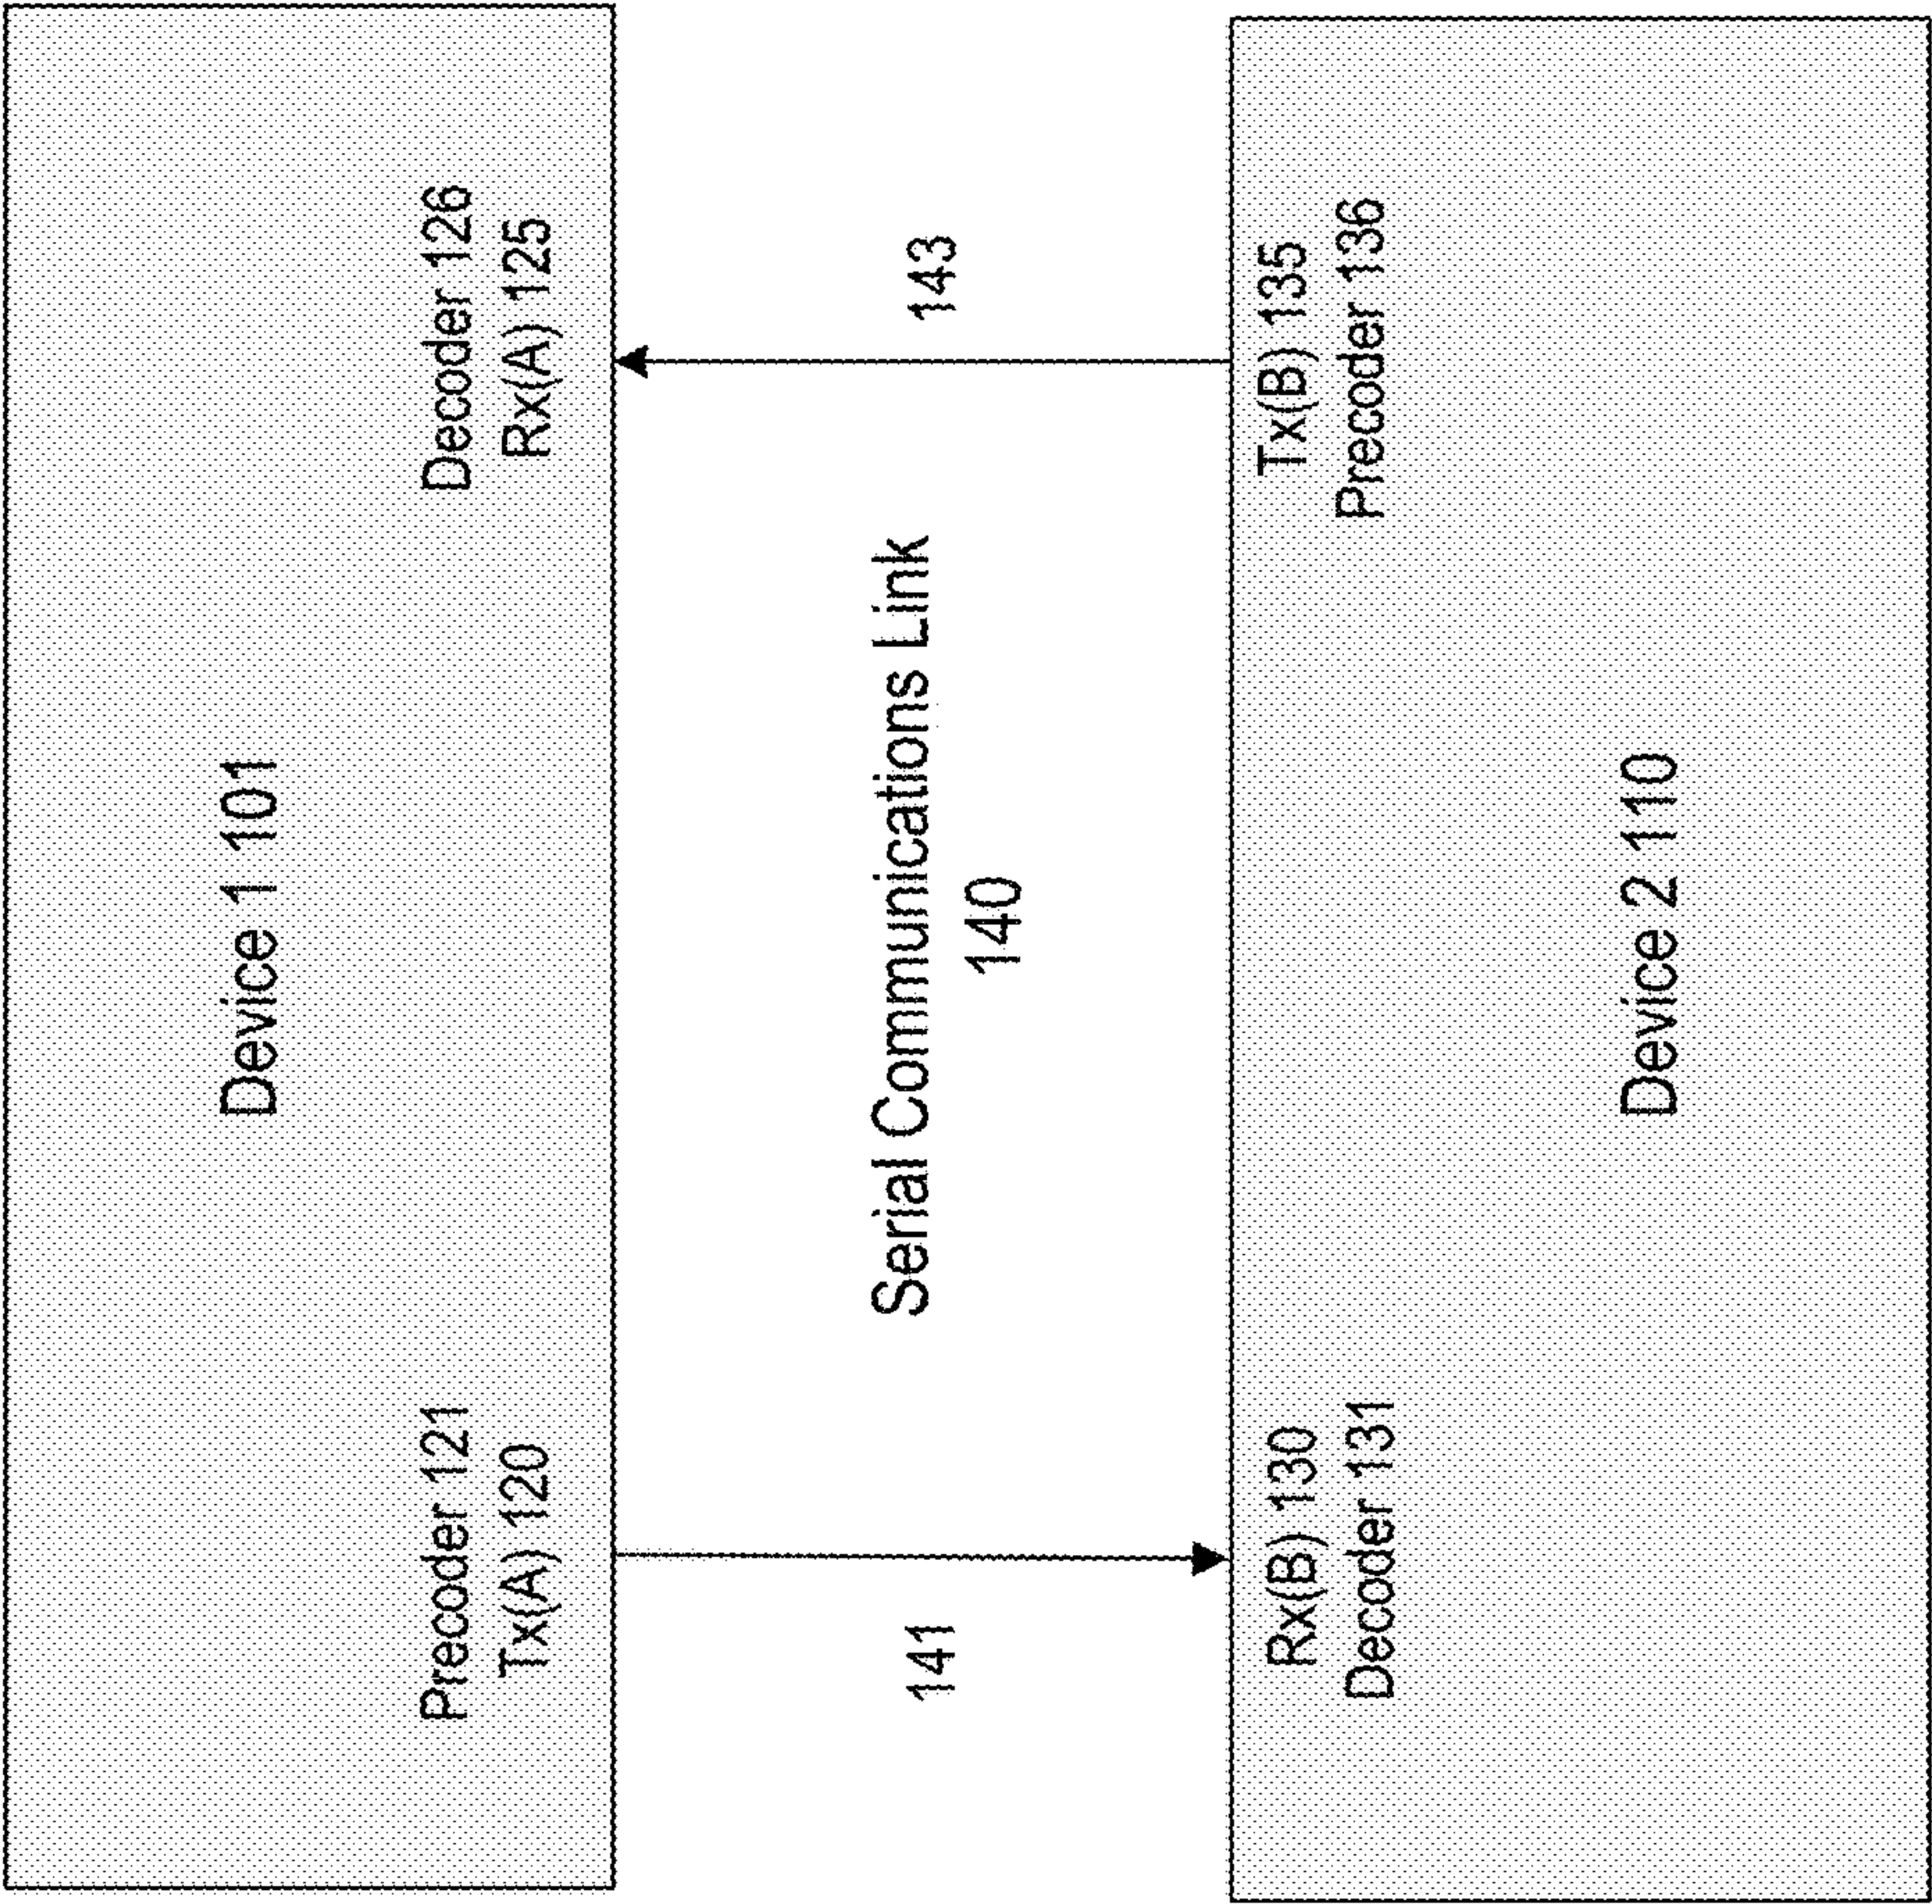 Device 1 101
Precoder 121
Tx(A) 120
Decoder 126
Rx(A) 125
141
Serial Communications Link
140
143
Rx(B) 130
Decoder 131
Tx(B) 135
Precoder 136
Device 2 110